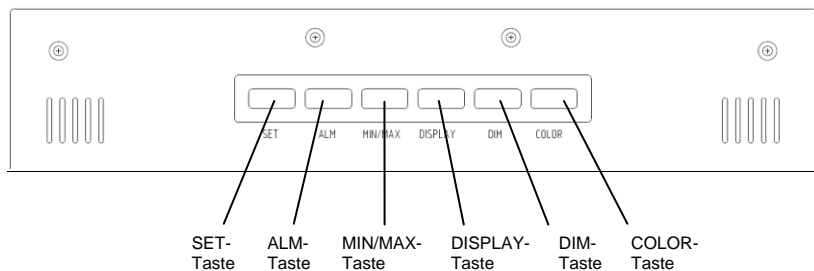 SET ALM MIN/MAX DISPLAY DIM COLOR
SET- ALM- MIN/MAX- DISPLAY- DIM- COLOR-
Taste Taste Taste Taste Taste Taste